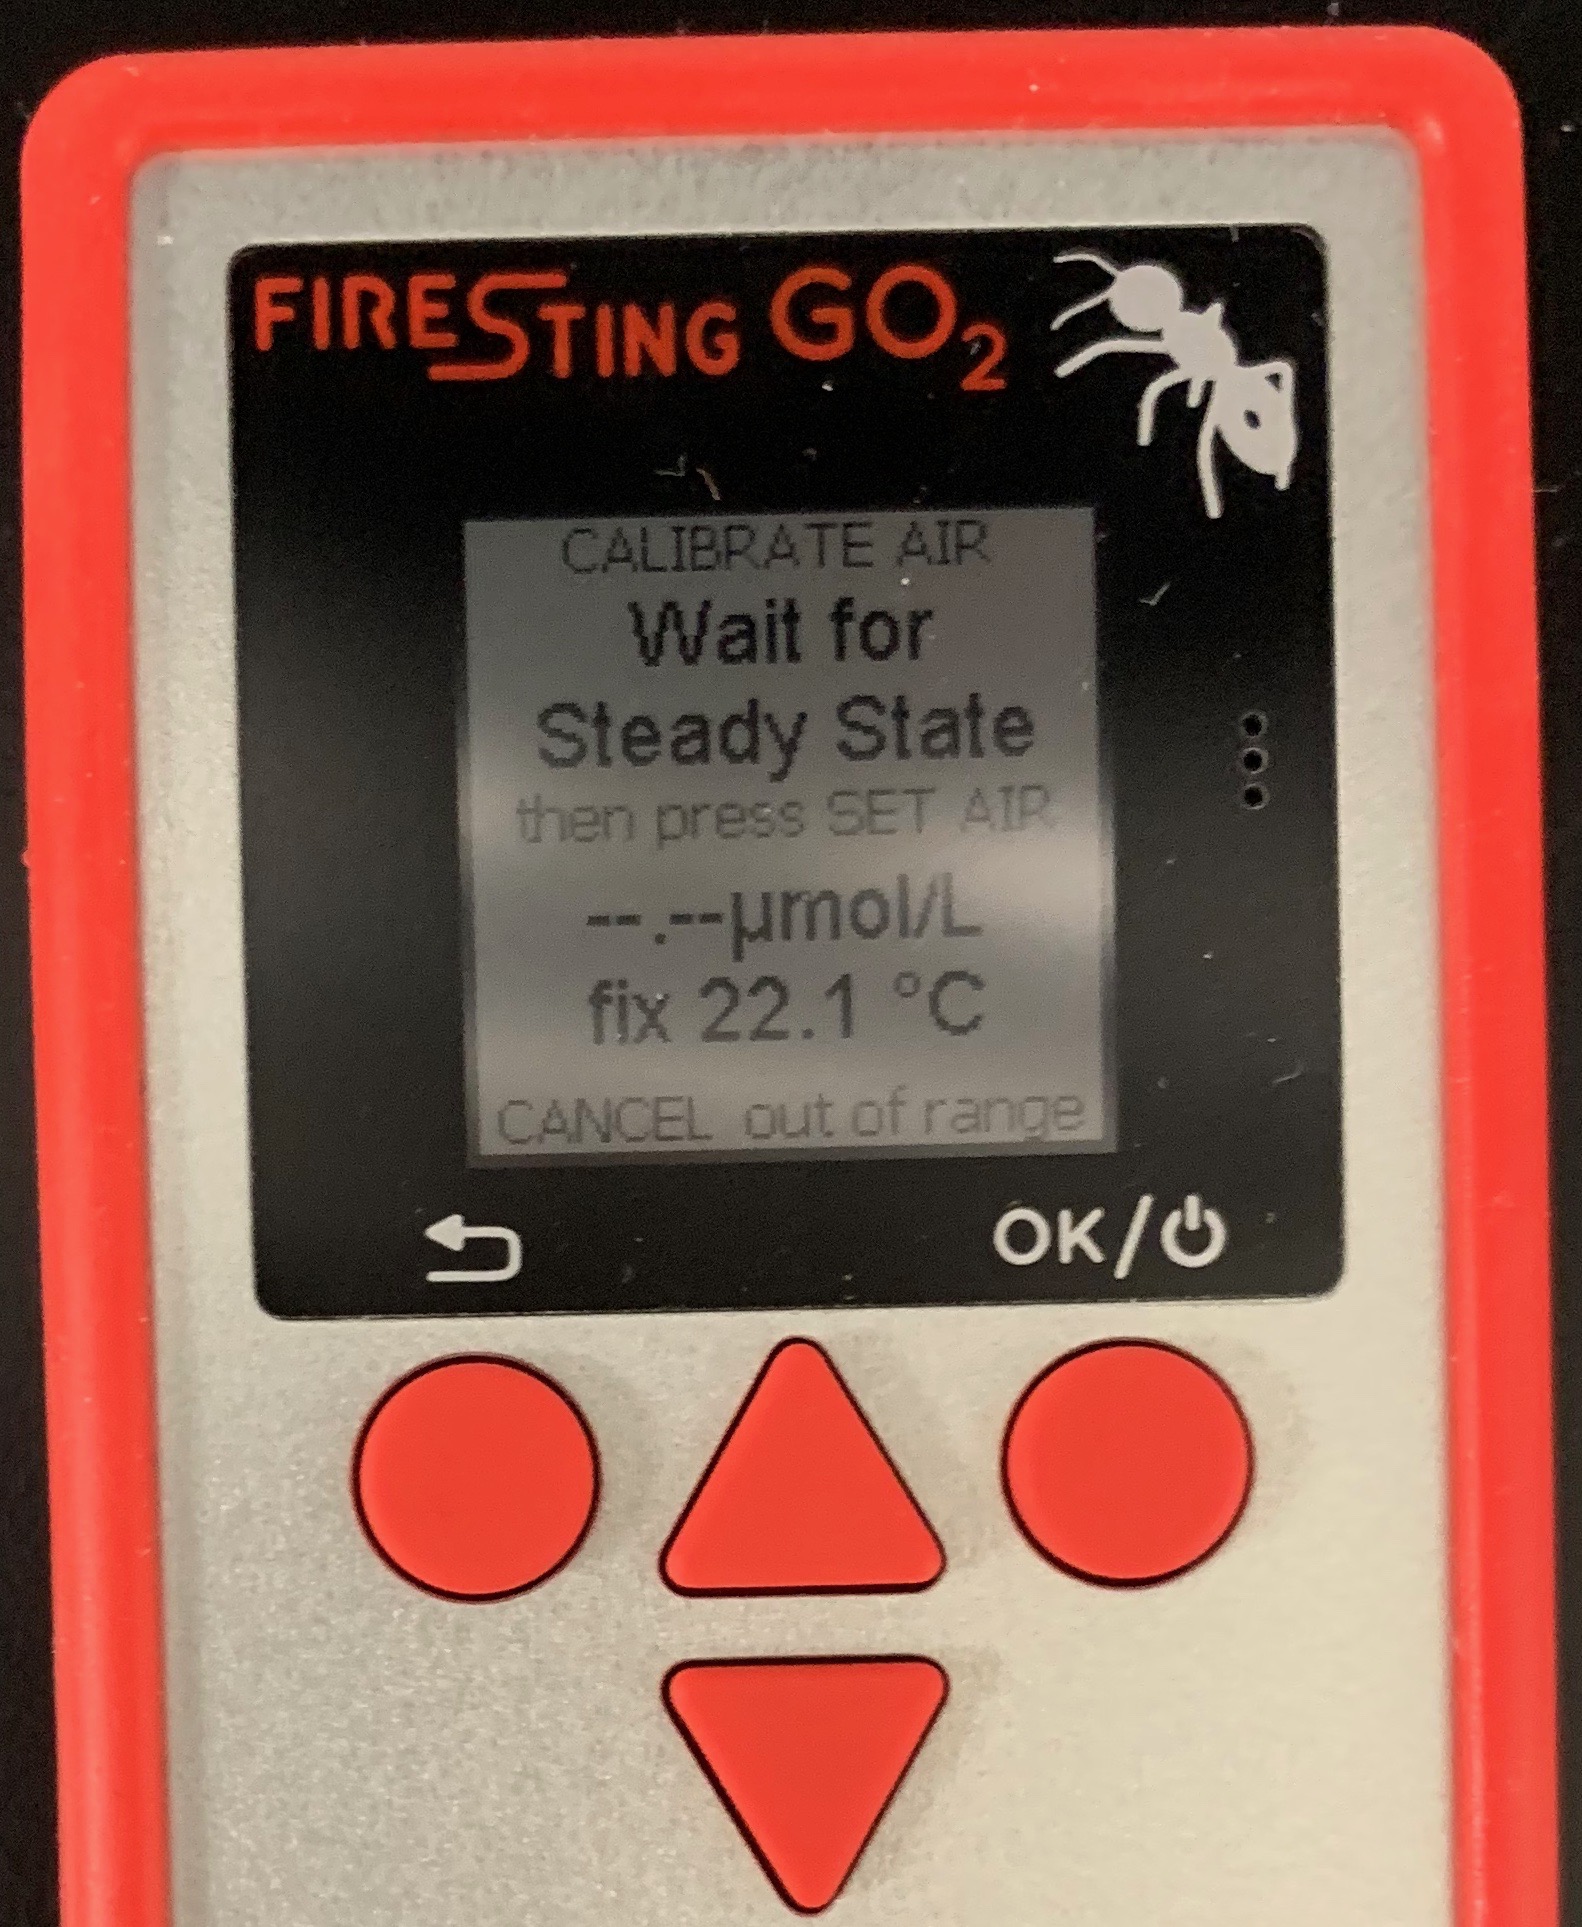 FIRESTING GO2
CALIBRATE AIR
Wait for
Steady State
then press SET AIR
--.--µmol/L
fix 22.1 °C
CANCEL out of range
OK/